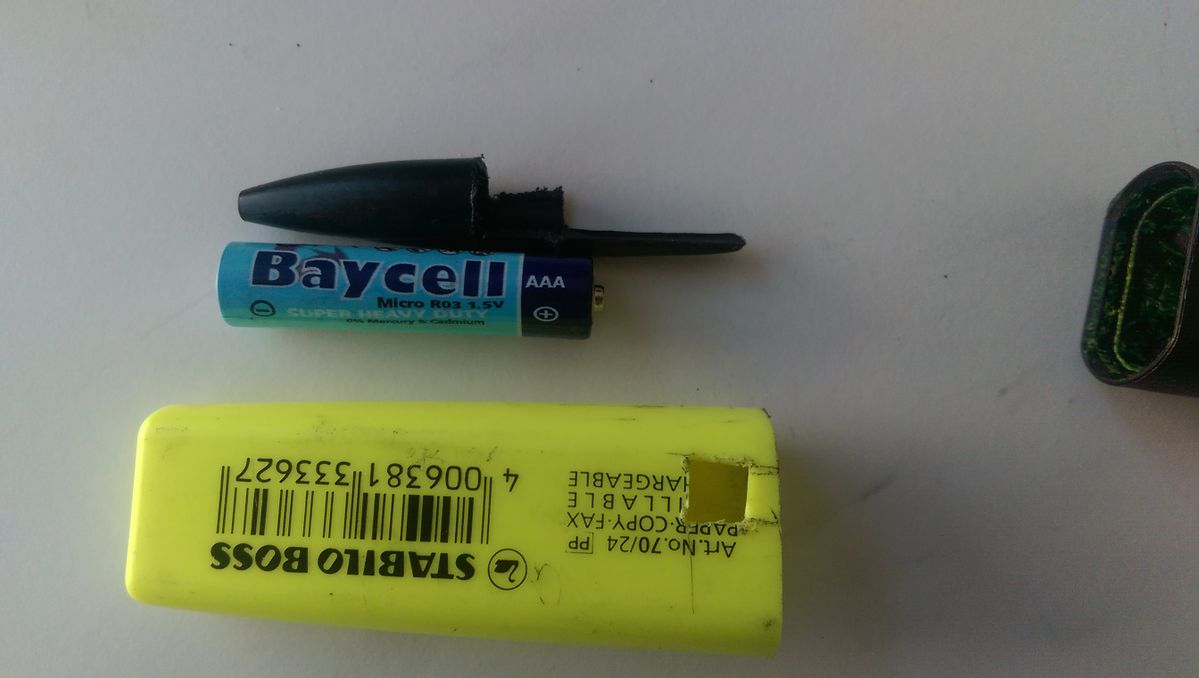 Baycell
AAA
Micro R03 1.5V
SUPER HEAVY DUTY
0% Mercury & Cadmium
STABILO BOSS
4 006381 333627
Art.No.70/24 PP
PAPER·COPY·FAX
ILLABLE
HARGEABLE